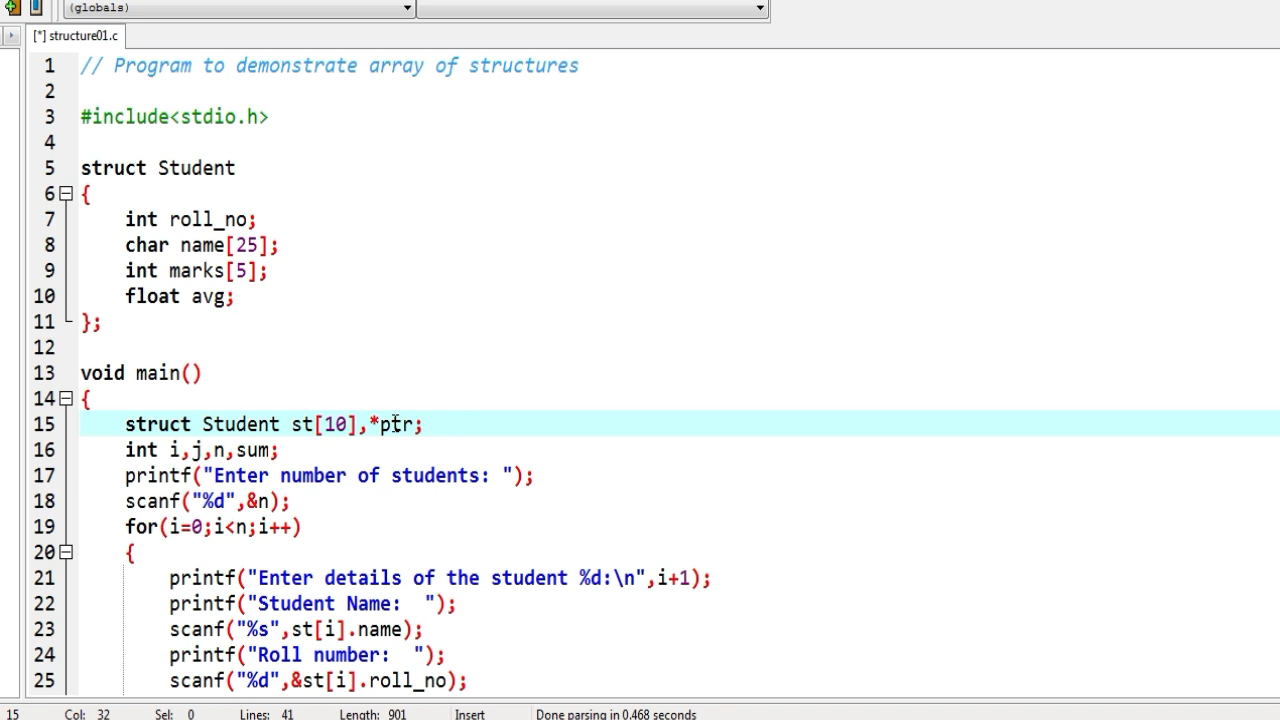 (globals)
[*] structure01.c
1 // Program to demonstrate array of structures
2
3 #include<stdio.h>
4
5 struct Student
6 {
7 int roll_no;
8 char name[25];
9 int marks[5];
10 float avg;
11 };
12
13 void main()
14 {
15 struct Student st[10],*ptr;
16 int i,j,n,sum;
17 printf("Enter number of students: ");
18 scanf("%d",&n);
19 for(i=0;i<n;i++)
20 {
21 printf("Enter details of the student %d:\n",i+1);
22 printf("Student Name:  ");
23 scanf("%s",st[i].name);
24 printf("Roll number:  ");
25 scanf("%d",&st[i].roll_no);
15 Col: 32 Sel: 0 Lines: 41 Length: 901 Insert Done parsing in 0.468 seconds